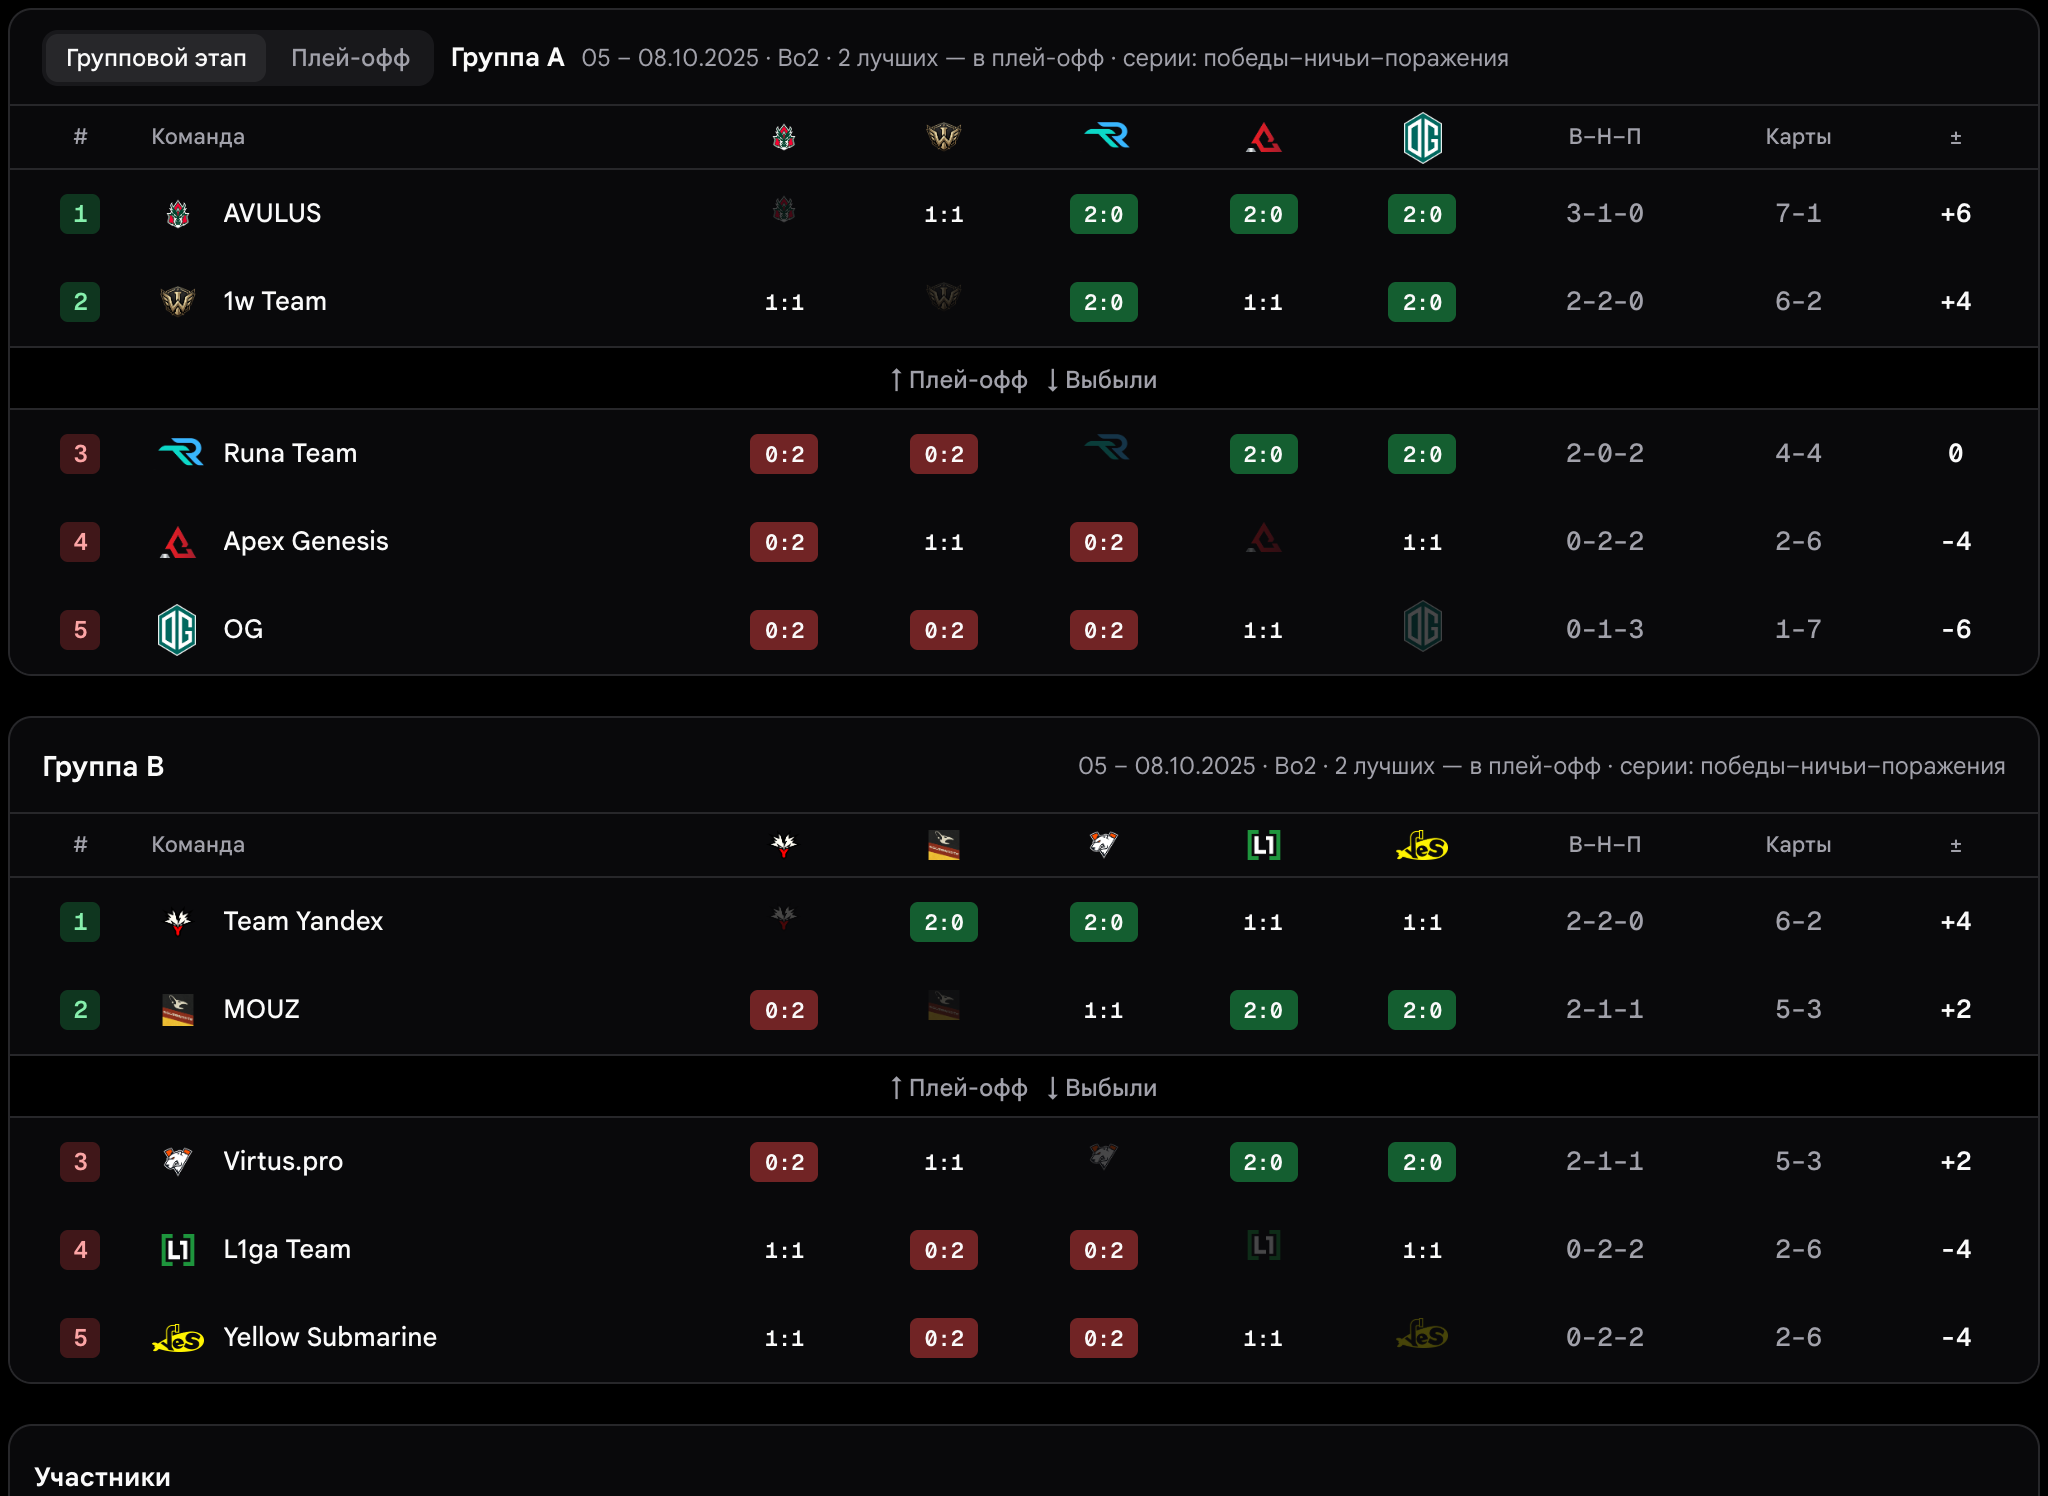 Групповой этап Плей-офф Группа A 05 – 08.10.2025 · Bo2 · 2 лучших — в плей-офф · серии: победы–ничьи–поражения
# Команда OG В–Н–П Карты ±
1 AVULUS 1:1 2:0 2:0 2:0 3-1-0 7-1 +6
2 1w Team 1:1 2:0 1:1 2:0 2-2-0 6-2 +4
↑ Плей-офф ↓ Выбыли
3 Runa Team 0:2 0:2 2:0 2:0 2-0-2 4-4 0
4 Apex Genesis 0:2 1:1 0:2 1:1 0-2-2 2-6 -4
5 OG OG 0:2 0:2 0:2 1:1 OG 0-1-3 1-7 -6
Группа B 05 – 08.10.2025 · Bo2 · 2 лучших — в плей-офф · серии: победы–ничьи–поражения
# Команда L1 Yes В–Н–П Карты ±
1 Team Yandex 2:0 2:0 1:1 1:1 2-2-0 6-2 +4
2 MOUZ 0:2 1:1 2:0 2:0 2-1-1 5-3 +2
↑ Плей-офф ↓ Выбыли
3 Virtus.pro 0:2 1:1 2:0 2:0 2-1-1 5-3 +2
4 L1 L1ga Team 1:1 0:2 0:2 L1 1:1 0-2-2 2-6 -4
5 Yes Yellow Submarine 1:1 0:2 0:2 1:1 Yes 0-2-2 2-6 -4
Участники